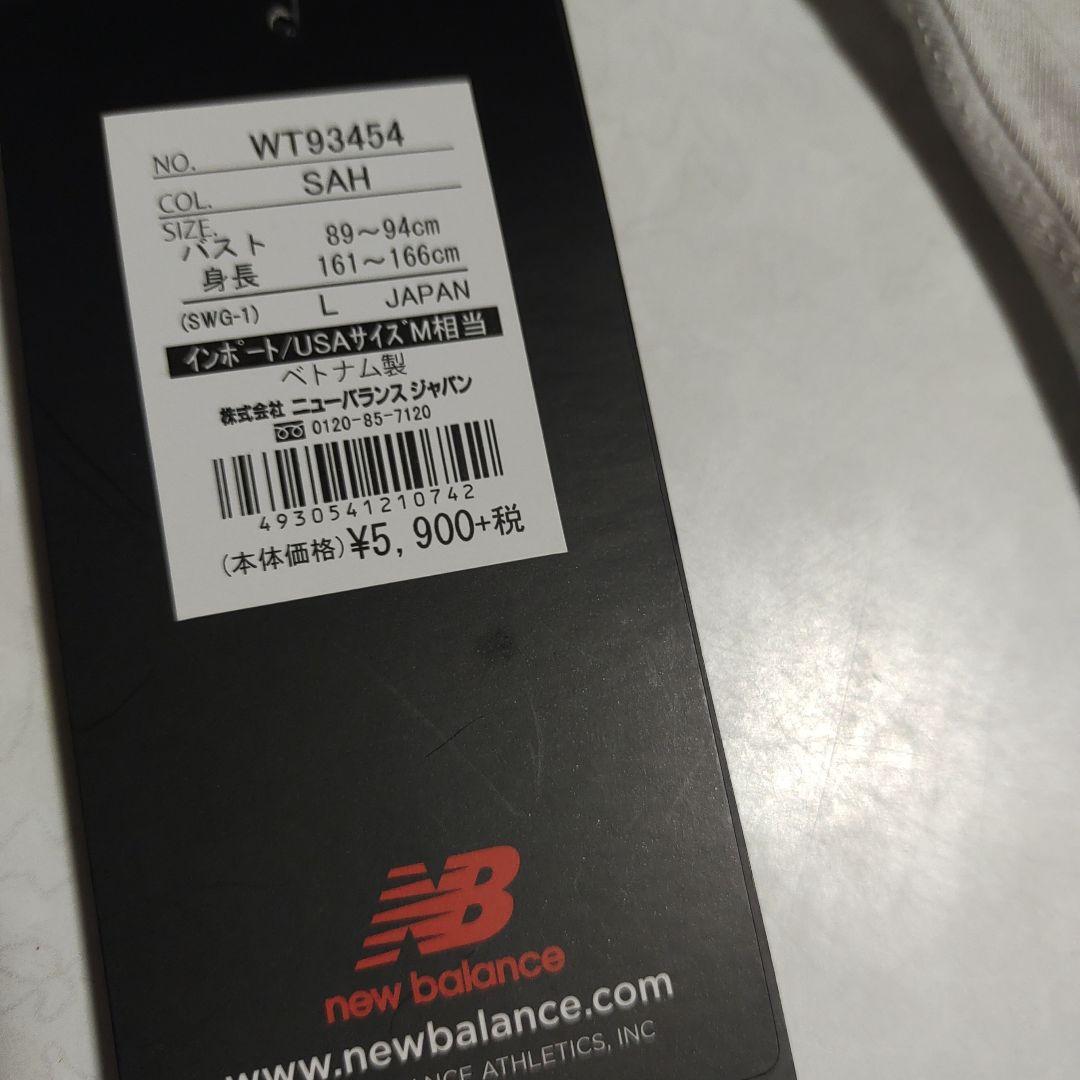 NO. WT93454
COL. SAH
SIZE.
バスト 89～94cm
身長 161～166cm
(SWG-1) L JAPAN
インポート/USAサイズM相当
ベトナム製
株式会社 ニューバランス ジャパン
0120-85-7120
4930541210742
(本体価格)¥5,900+税
NB
new balance
www.newbalance.com
ATHLETICS, INC